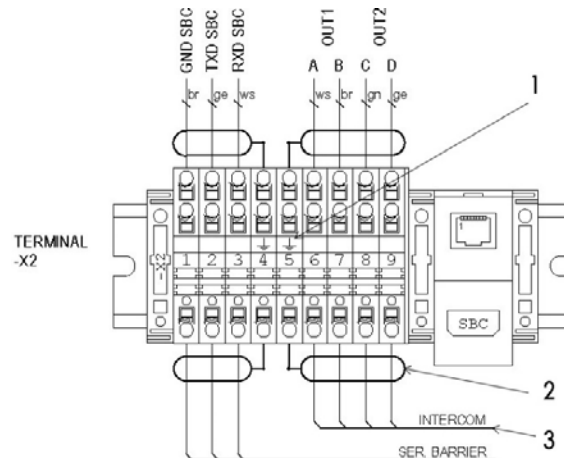 GND SBC
TXD SBC
RXD SBC
OUT1
OUT2
A B C D
br ge ws ws br gn ge
1
TERMINAL
-X2
-X2
1 2 3 4 5 6 7 8 9
1
SBC
2
INTERCOM
3
SER. BARRIER